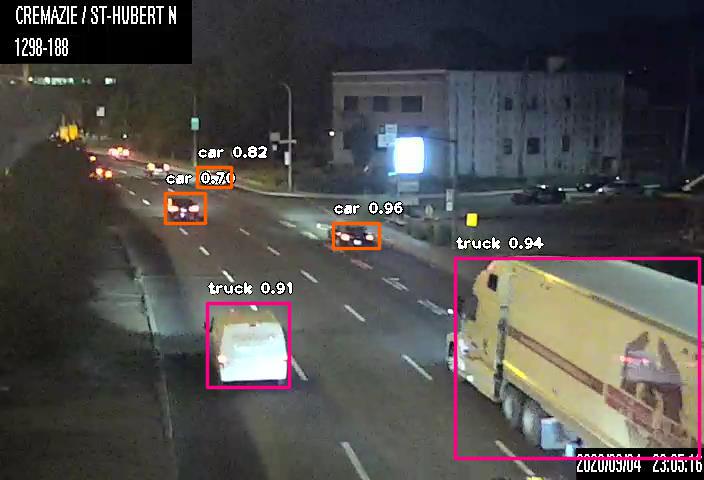 CREMAZIE / ST-HUBERT N
1298-188
car 0.82
car 0.70
car 0.96
truck 0.94
truck 0.91
2020/09/04 23:05:16